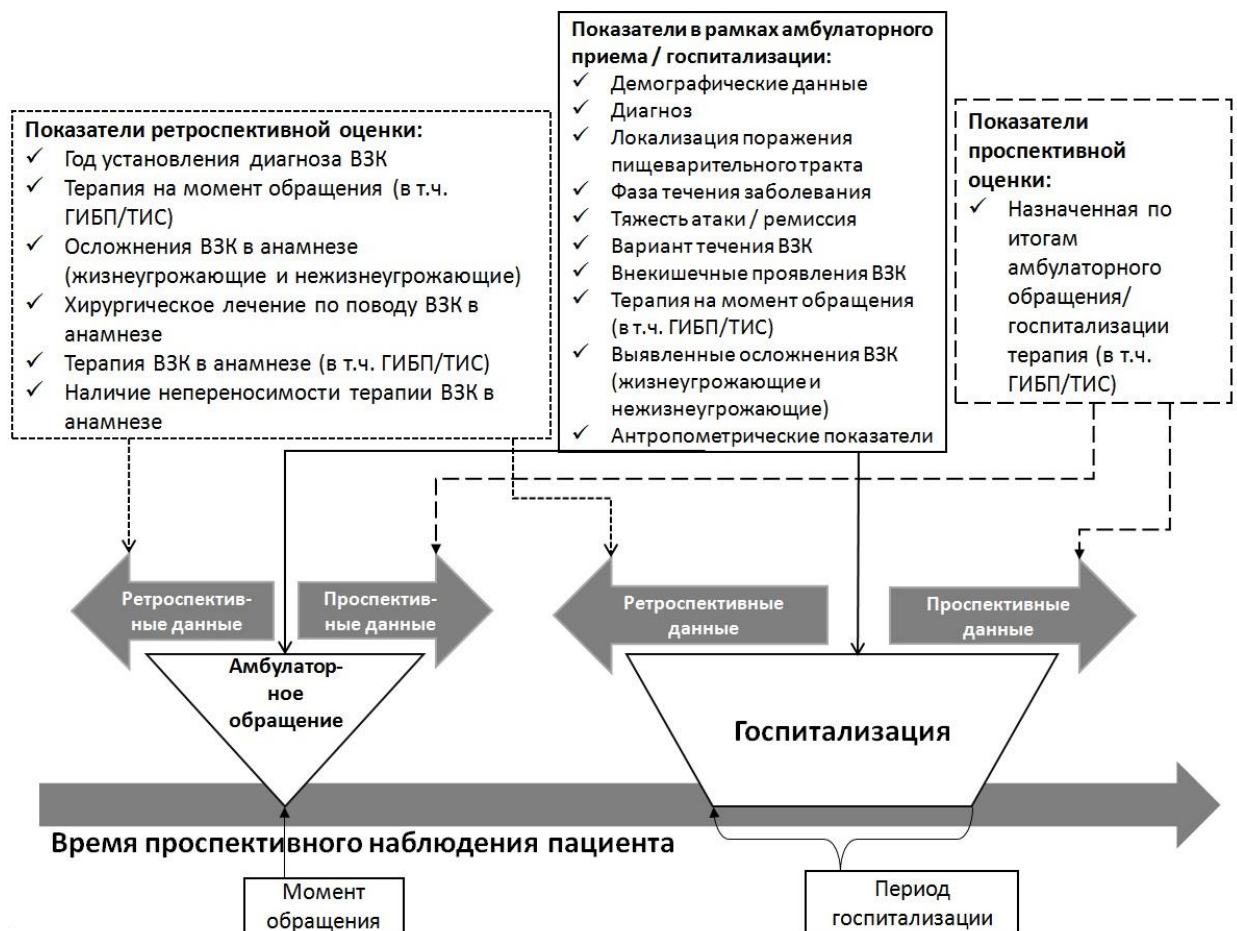 Показатели ретроспективной оценки:
✓ Год установления диагноза ВЗК
✓ Терапия на момент обращения (в т.ч.
ГИБП/ТИС)
✓ Осложнения ВЗК в анамнезе
(жизнеугрожающие и нежизнеугрожающие)
✓ Хирургическое лечение по поводу ВЗК в
анамнезе
✓ Терапия ВЗК в анамнезе (в т.ч. ГИБП/ТИС)
✓ Наличие непереносимости терапии ВЗК в
анамнезе
Показатели в рамках амбулаторного
приема / госпитализации:
✓ Демографические данные
✓ Диагноз
✓ Локализация поражения
пищеварительного тракта
✓ Фаза течения заболевания
✓ Тяжесть атаки / ремиссия
✓ Вариант течения ВЗК
✓ Внекишечные проявления ВЗК
✓ Терапия на момент обращения
(в т.ч. ГИБП/ТИС)
✓ Выявленные осложнения ВЗК
(жизнеугрожающие и
нежизнеугрожающие)
✓ Антропометрические показатели
Показатели
проспективной
оценки:
✓ Назначенная по
итогам
амбулаторного
обращения/
госпитализации
терапия (в т.ч.
ГИБП/ТИС)
Ретроспектив-
ные данные
Проспектив-
ные данные
Ретроспективные
данные
Проспективные
данные
Амбулатор-
ное
обращение
Госпитализация
Время проспективного наблюдения пациента
Момент
обращения
Период
госпитализации